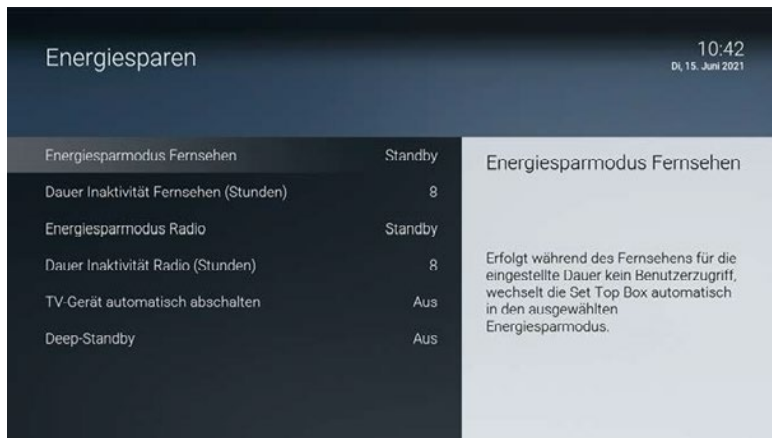 Energiesparen
10:42
Di, 15. Juni 2021
Energiesparmodus Fernsehen Standby
Dauer Inaktivität Fernsehen (Stunden) 8
Energiesparmodus Radio Standby
Dauer Inaktivität Radio (Stunden) 8
TV-Gerät automatisch abschalten Aus
Deep-Standby Aus
Energiesparmodus Fernsehen
Erfolgt während des Fernsehens für die
eingestellte Dauer kein Benutzerzugriff,
wechselt die Set Top Box automatisch
in den ausgewählten
Energiesparmodus.